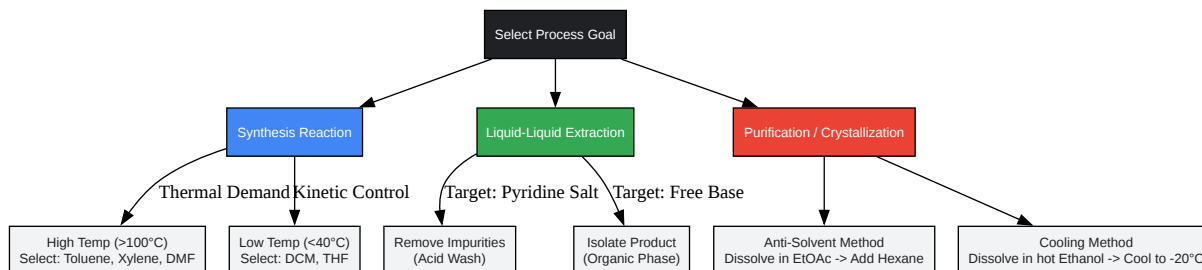 Select Process Goal
Synthesis Reaction
Liquid-Liquid Extraction
Purification / Crystallization
Thermal Demand
Kinetic Control
Target: Pyridine Salt
Target: Free Base
High Temp (>100°C)
Select: Toluene, Xylene, DMF
Low Temp (<40°C)
Select: DCM, THF
Remove Impurities
(Acid Wash)
Isolate Product
(Organic Phase)
Anti-Solvent Method
Dissolve in EtOAc -> Add Hexane
Cooling Method
Dissolve in hot Ethanol -> Cool to -20°C